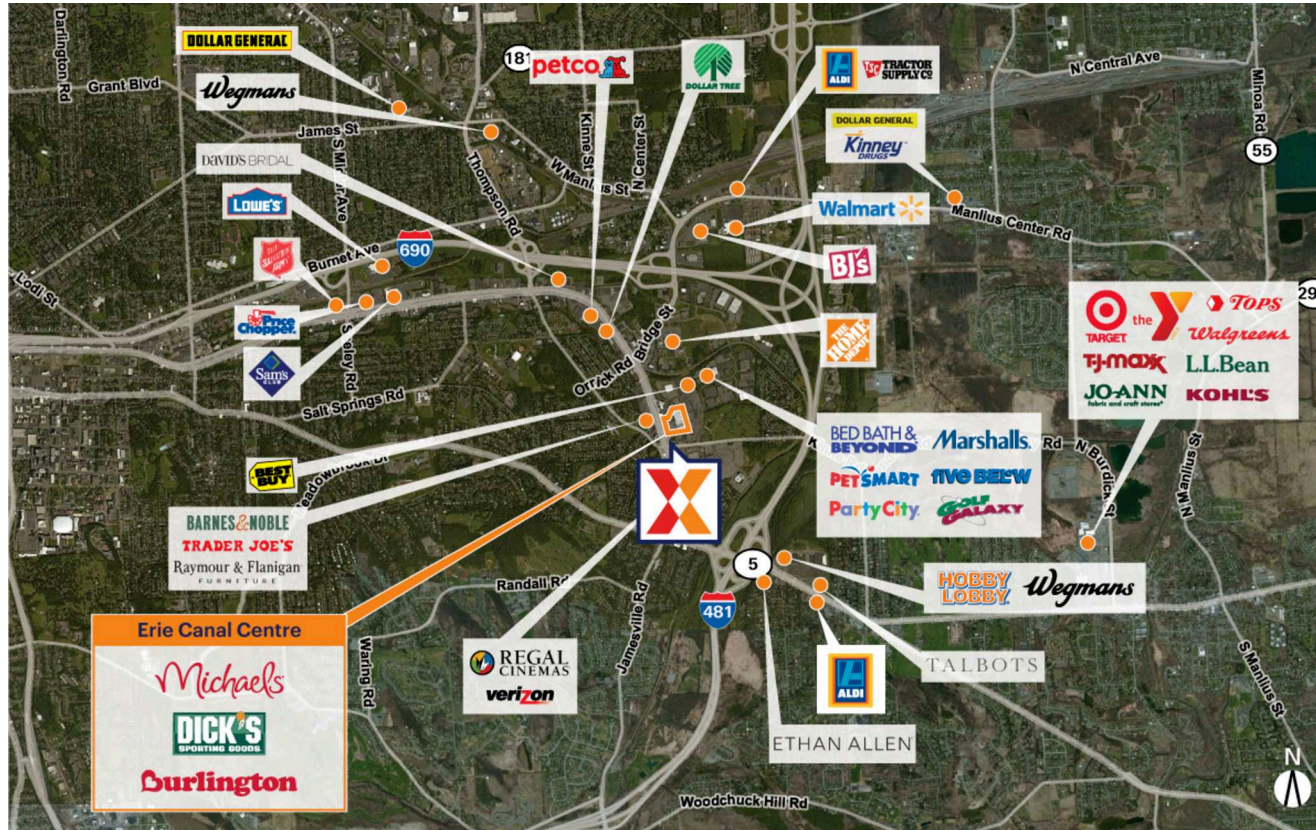 Darlington Rd
Grant Blvd
DOLLAR GENERAL
Wegmans
DAVID'S BRIDAL
James St
LOWE'S
THE SALVATION ARMY
Price Chopper
Sam's CLUB
Burnet Ave
Lodi St
690
181
petco
DOLLAR TREE
Kinne St
N Center St
W Manlius St
Thompson Rd
ALDI
TSC TRACTOR SUPPLY CO
N Central Ave
Minoa Rd
55
DOLLAR GENERAL
Kinney DRUGS
Walmart
Manlius Center Rd
BJ's
THE HOME DEPOT
Bridge St
Salt Springs Rd
29
TARGET
the Y
TOPS
Walgreens
T.J.maxx
L.L.Bean
JO-ANN
fabric and craft stores
KOHL'S
BEST BUY
BARNES & NOBLE
TRADER JOE'S
Raymour & Flanigan
FURNITURE
BED BATH & BEYOND
Marshalls
PETSMART
five BELOW
Party City
GOLF GALAXY
Rd
N Burdick St
N Manlius St
X
5
481
Randall Rd
Jamesville Rd
Waring Rd
HOBBY LOBBY
Wegmans
Erie Canal Centre
Michaels
DICK'S
SPORTING GOODS
Burlington
REGAL CINEMAS
verizon
ALDI
TALBOTS
ETHAN ALLEN
S Manlius St
Woodchuck Hill Rd
N